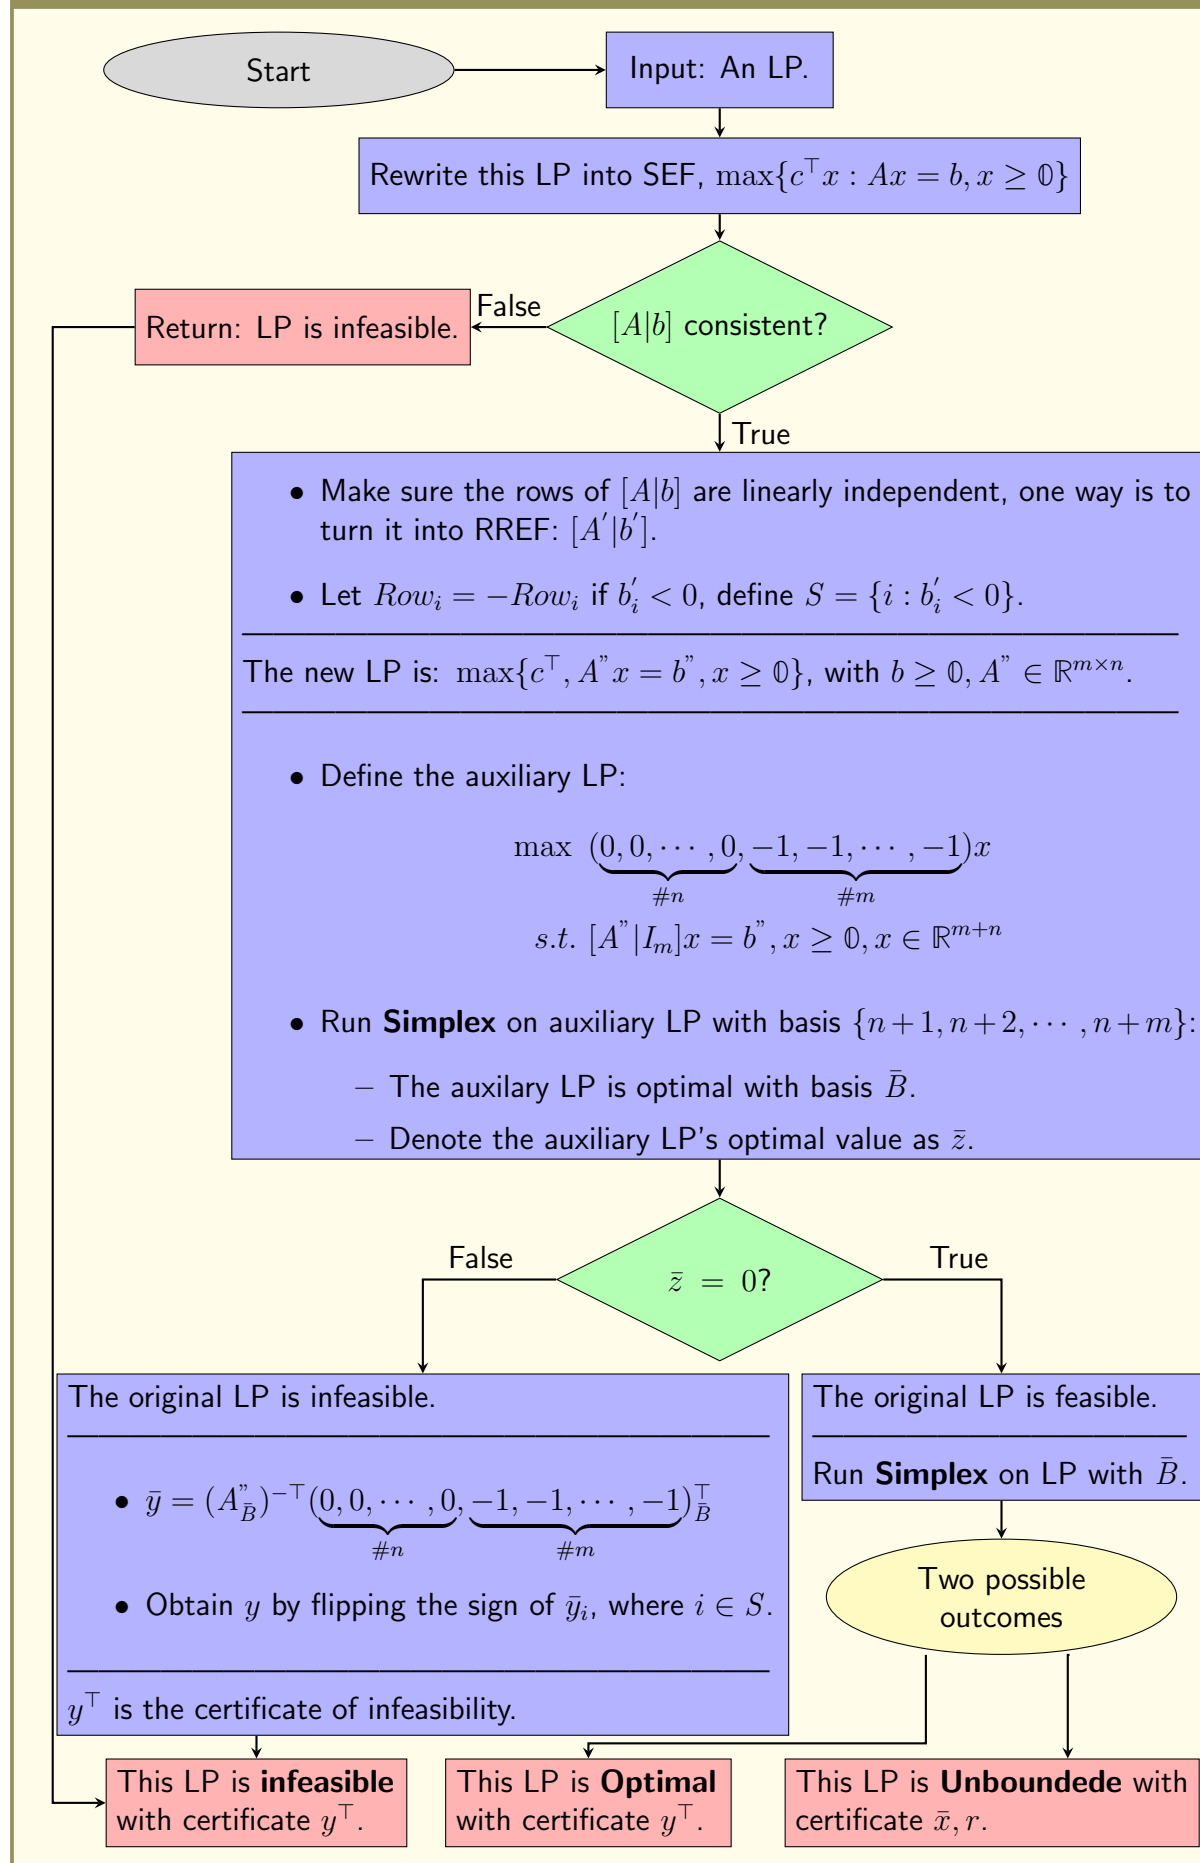 Start
Input: An LP.
Rewrite this LP into SEF, max{c⊤x : Ax = b, x ≥ 𝟘}
[A|b] consistent?
False
Return: LP is infeasible.
True
• Make sure the rows of [A|b] are linearly independent, one way is to
turn it into RREF: [A'|b'].
• Let Row_i = −Row_i if b'_i < 0, define S = {i : b'_i < 0}.
The new LP is: max{c⊤, A”x = b”, x ≥ 𝟘}, with b ≥ 𝟘, A” ∈ ℝ^{m×n}.
• Define the auxiliary LP:
max (0, 0, ⋯ , 0, −1, −1, ⋯ , −1)x
#n #m
s.t. [A”|I_m]x = b”, x ≥ 𝟘, x ∈ ℝ^{m+n}
• Run Simplex on auxiliary LP with basis {n + 1, n + 2, ⋯ , n + m}:
– The auxilary LP is optimal with basis B̄.
– Denote the auxiliary LP's optimal value as z̄.
z̄ = 0?
False
True
The original LP is infeasible.
• ȳ = (A”_B̄)^{−⊤}(0, 0, ⋯ , 0, −1, −1, ⋯ , −1)⊤_B̄
#n #m
• Obtain y by flipping the sign of ȳ_i, where i ∈ S.
y⊤ is the certificate of infeasibility.
The original LP is feasible.
Run Simplex on LP with B̄.
Two possible
outcomes
This LP is infeasible
with certificate y⊤.
This LP is Optimal
with certificate y⊤.
This LP is Unboundede with
certificate x̄, r.